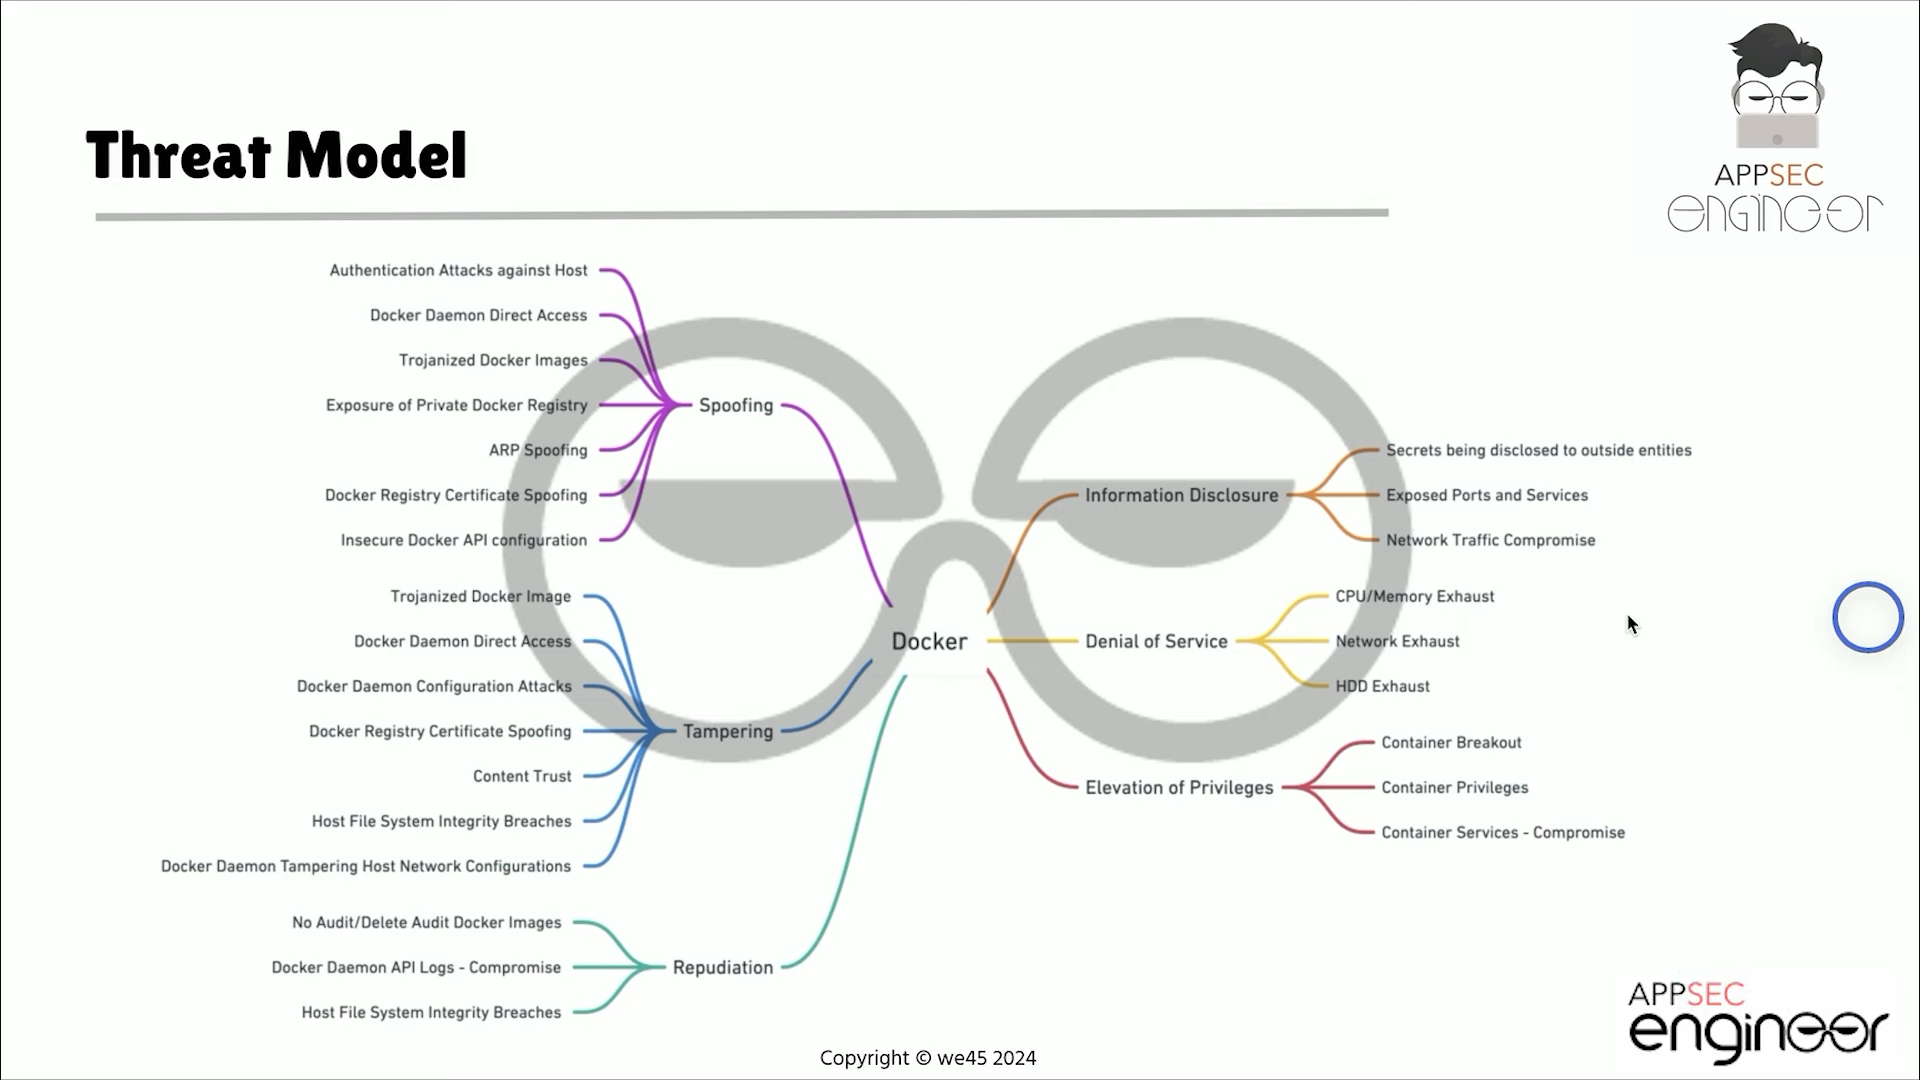 Threat Model
APPSEC
engineer
Authentication Attacks against Host
Docker Daemon Direct Access
Trojanized Docker Images
Exposure of Private Docker Registry
ARP Spoofing
Docker Registry Certificate Spoofing
Insecure Docker API configuration
Spoofing
Trojanized Docker Image
Docker Daemon Direct Access
Docker Daemon Configuration Attacks
Docker Registry Certificate Spoofing
Content Trust
Host File System Integrity Breaches
Docker Daemon Tampering Host Network Configurations
Tampering
No Audit/Delete Audit Docker Images
Docker Daemon API Logs - Compromise
Host File System Integrity Breaches
Repudiation
Docker
Information Disclosure
Secrets being disclosed to outside entities
Exposed Ports and Services
Network Traffic Compromise
Denial of Service
CPU/Memory Exhaust
Network Exhaust
HDD Exhaust
Elevation of Privileges
Container Breakout
Container Privileges
Container Services - Compromise
APPSEC
engineer
Copyright © we45 2024